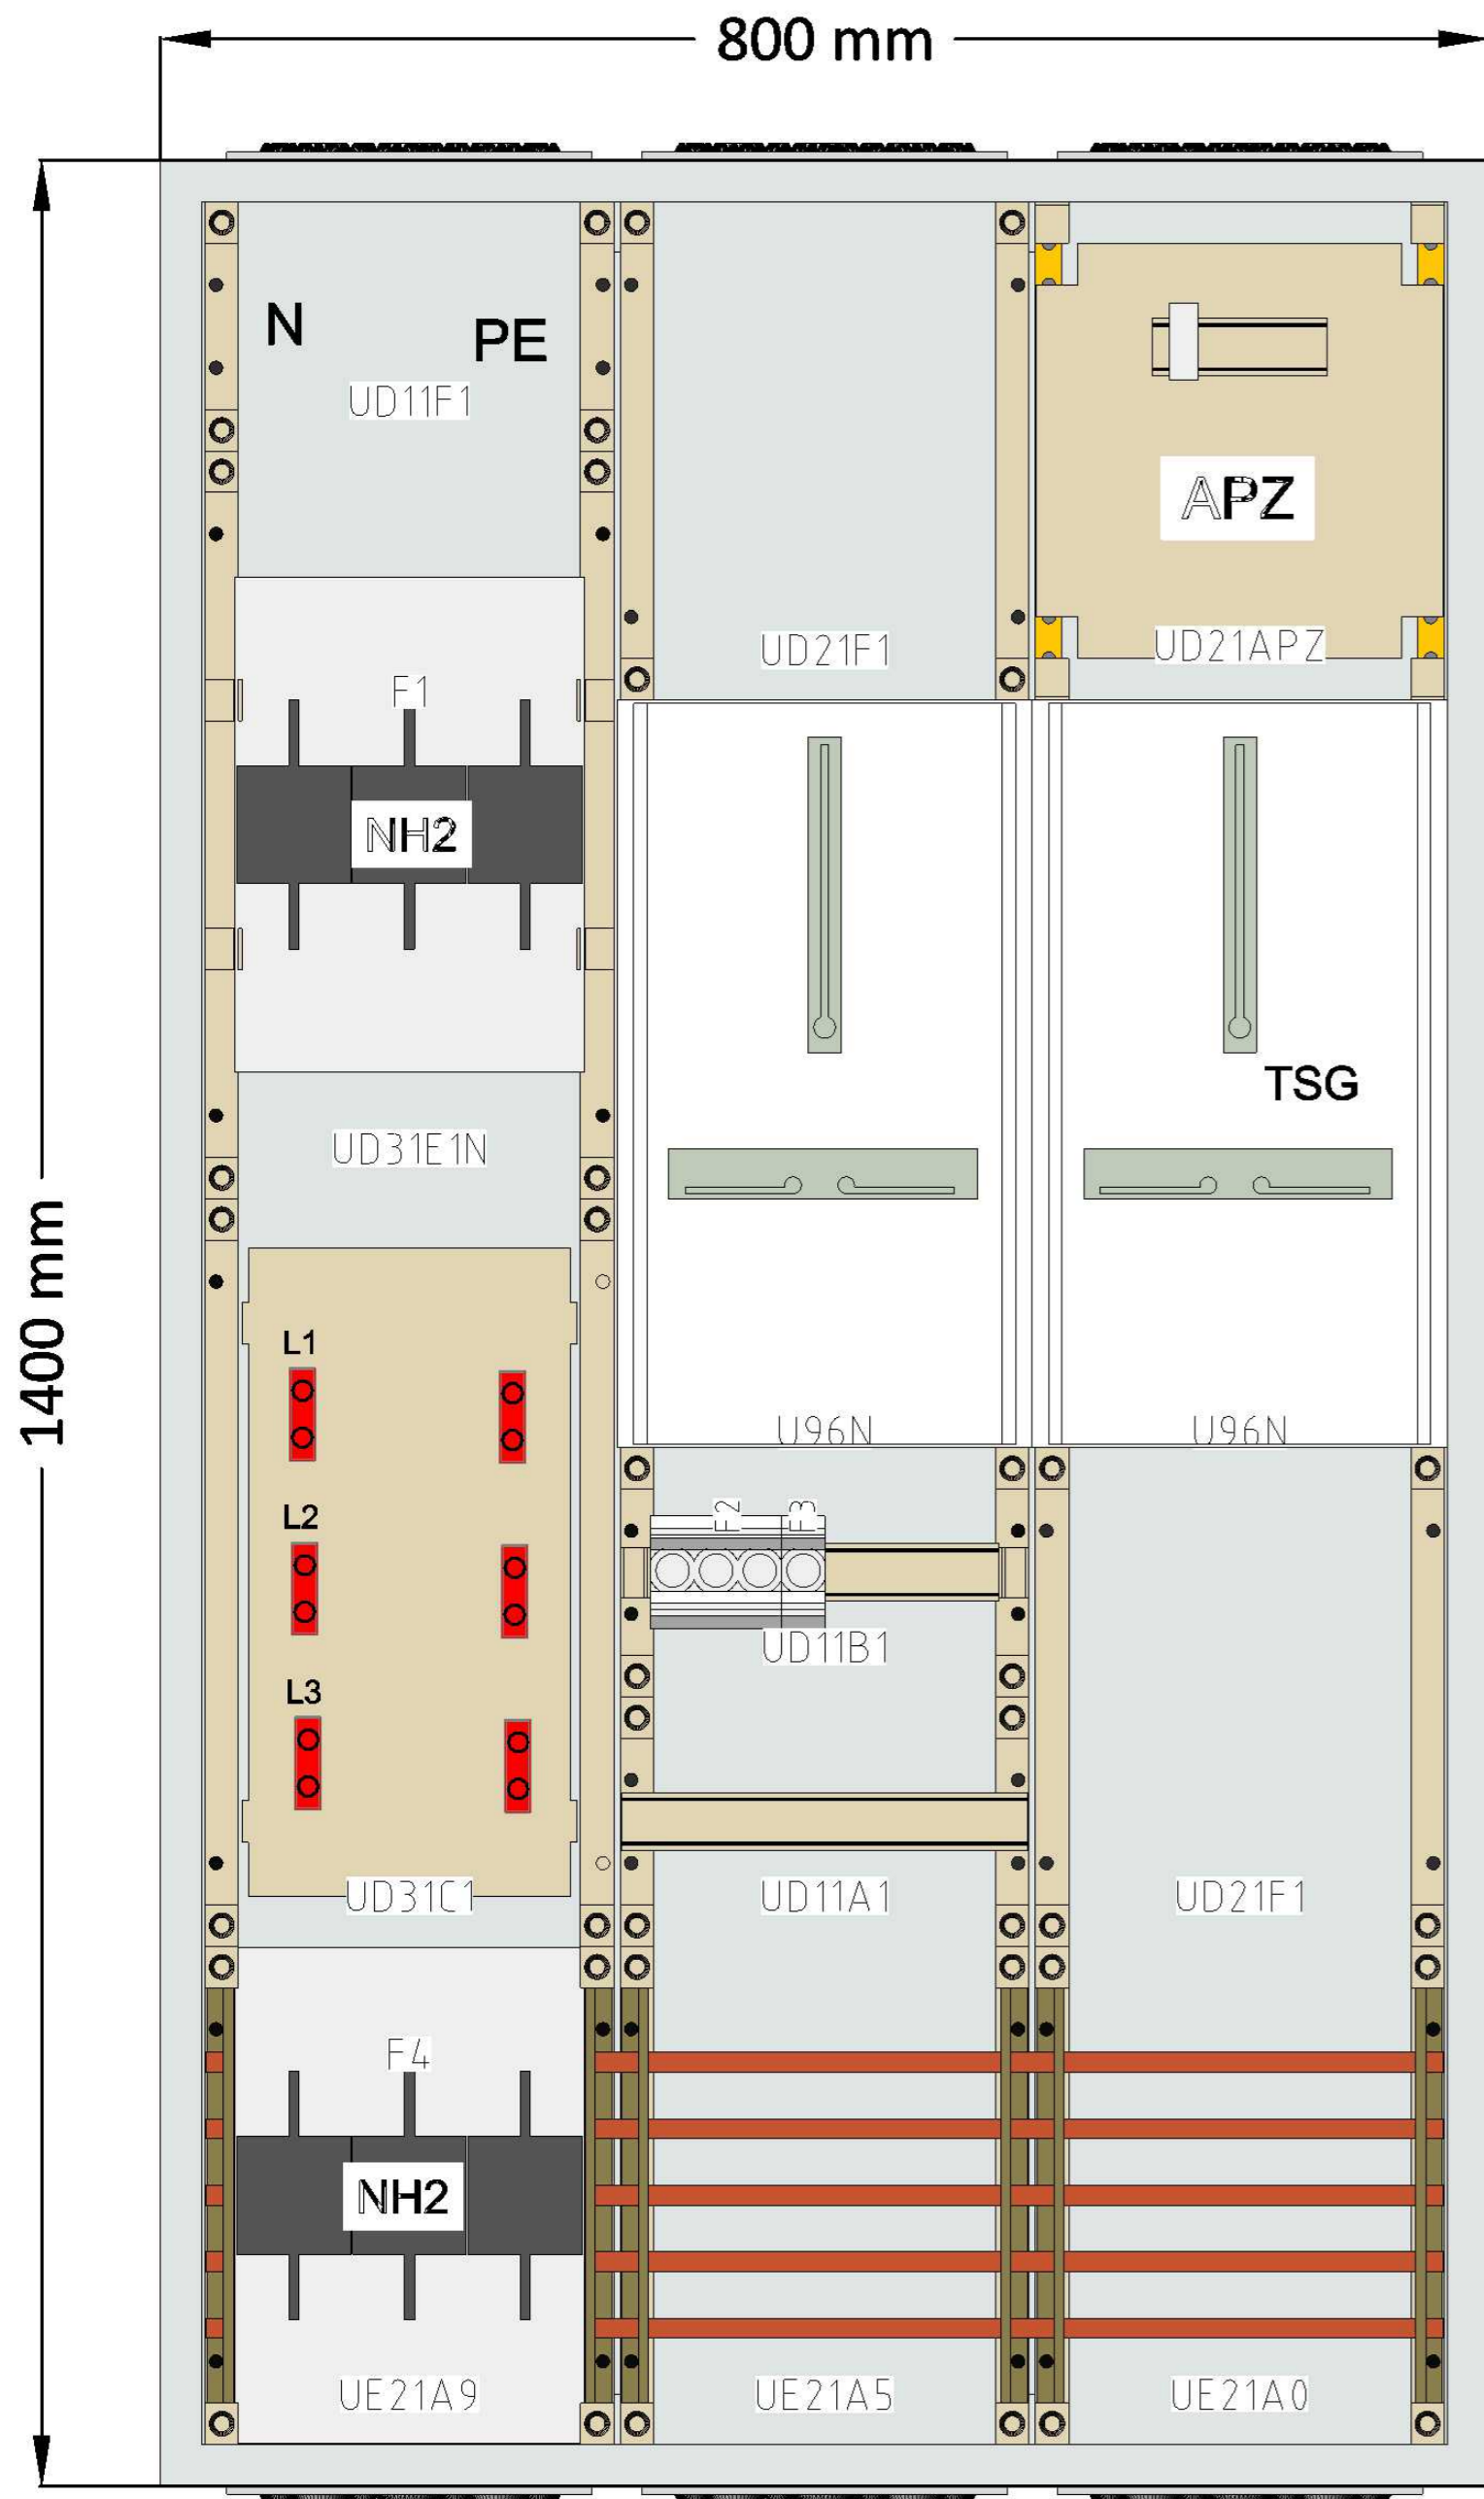 800 mm
1400 mm
N
PE
UD11F1
APZ
UD21F1
UD21APZ
F1
NH2
TSG
UD31E1N
L1
L2
L3
U96N
U96N
F2
F3
UD11B1
UD31C1
UD11A1
UD21F1
F4
NH2
UE21A9
UE21A5
UE21A0